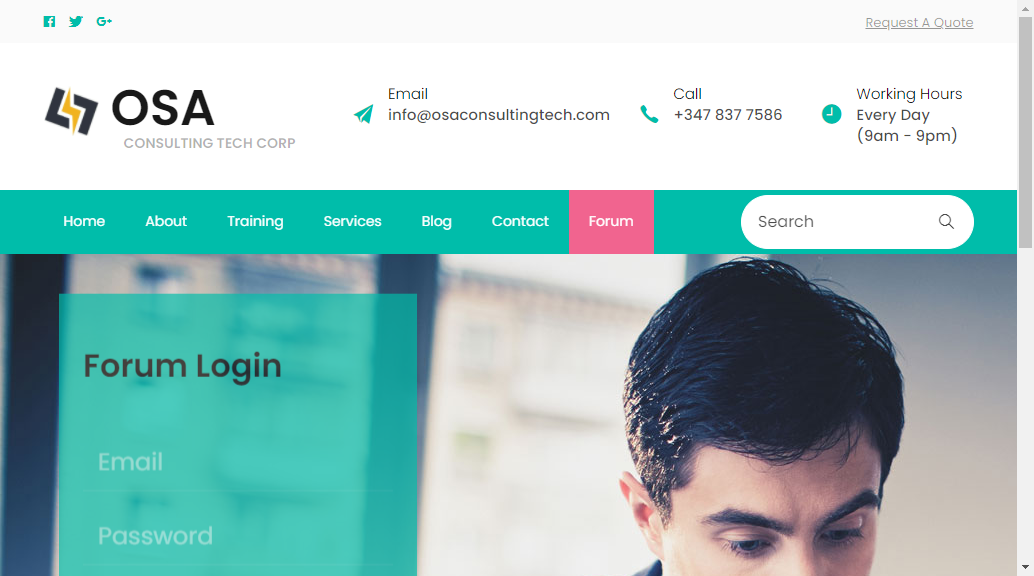 Request A Quote
OSA
CONSULTING TECH CORP
Email
info@osaconsultingtech.com
Call
+347 837 7586
Working Hours
Every Day
(9am - 9pm)
Home About Training Services Blog Contact Forum
Search
Forum Login
Email
Password